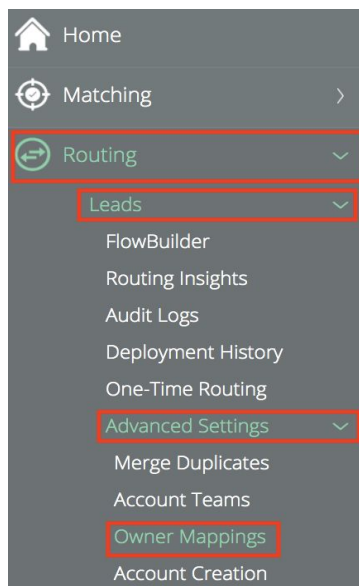 Home
Matching
Routing
Leads
FlowBuilder
Routing Insights
Audit Logs
Deployment History
One-Time Routing
Advanced Settings
Merge Duplicates
Account Teams
Owner Mappings
Account Creation